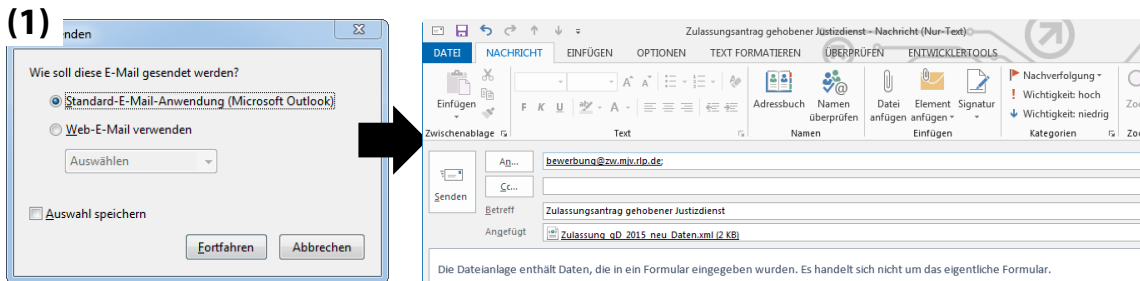 (1)
enden
Wie soll diese E-Mail gesendet werden?
Standard-E-Mail-Anwendung (Microsoft Outlook)
Web-E-Mail verwenden
Auswählen
Auswahl speichern
Fortfahren Abbrechen
Zulassungsantrag gehobener Justizdienst - Nachricht (Nur-Text)
DATEI NACHRICHT EINFÜGEN OPTIONEN TEXT FORMATIEREN ÜBERPRÜFEN ENTWICKLERTOOLS
Einfügen
F K U
Adressbuch Namen überprüfen
Datei anfügen Element anfügen Signatur
Nachverfolgung
Wichtigkeit: hoch
Wichtigkeit: niedrig
Zwischenablage Text Namen Einfügen Kategorien Zoo
Senden
An... bewerbung@zw.mjv.rlp.de;
Cc...
Betreff Zulassungsantrag gehobener Justizdienst
Angefügt Zulassung_gD_2015_neu_Daten.xml (2 KB)
Die Dateianlage enthält Daten, die in ein Formular eingegeben wurden. Es handelt sich nicht um das eigentliche Formular.